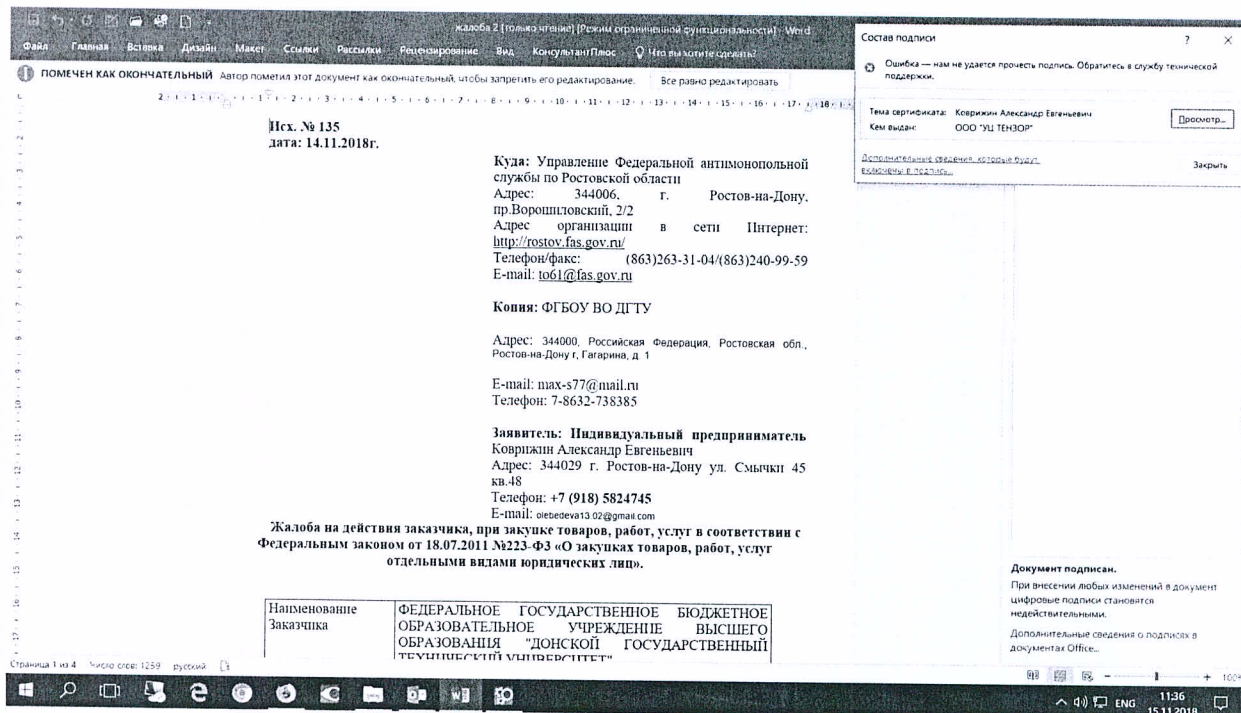 жалоба 2 [только чтение] [Режим ограниченной функциональности] - Word
Файл Главная Вставка Дизайн Макет Ссылки Рассылки Рецензирование Вид КонсультантПлюс Что вы хотите сделать?
ПОМЕЧЕН КАК ОКОНЧАТЕЛЬНЫЙ Автор пометил этот документ как окончательный, чтобы запретить его редактирование. Все равно редактировать
Исх. № 135
дата: 14.11.2018г.
Куда: Управление Федеральной антимонопольной
службы по Ростовской области
Адрес: 344006, г. Ростов-на-Дону,
пр.Ворошиловский, 2/2
Адрес организации в сети Интернет:
http://rostov.fas.gov.ru/
Телефон/факс: (863)263-31-04/(863)240-99-59
E-mail: to61@fas.gov.ru
Копия: ФГБОУ ВО ДГТУ
Адрес: 344000, Российская Федерация, Ростовская обл.,
Ростов-на-Дону г, Гагарина, д. 1
E-mail: max-s77@mail.ru
Телефон: 7-8632-738385
Заявитель: Индивидуальный предприниматель
Коврижин Александр Евгеньевич
Адрес: 344029 г. Ростов-на-Дону ул. Смычки 45
кв.48
Телефон: +7 (918) 5824745
E-mail: olebedeva13.02@gmail.com
Жалоба на действия заказчика, при закупке товаров, работ, услуг в соответствии с
Федеральным законом от 18.07.2011 №223-ФЗ «О закупках товаров, работ, услуг
отдельными видами юридических лиц».
Наименование
Заказчика
ФЕДЕРАЛЬНОЕ ГОСУДАРСТВЕННОЕ БЮДЖЕТНОЕ
ОБРАЗОВАТЕЛЬНОЕ УЧРЕЖДЕНИЕ ВЫСШЕГО
ОБРАЗОВАНИЯ "ДОНСКОЙ ГОСУДАРСТВЕННЫЙ
ТЕХНИЧЕСКИЙ УНИВЕРСИТЕТ"
Состав подписи ? ×
Ошибка — нам не удается прочесть подпись. Обратитесь в службу технической
поддержки.
Тема сертификата: Коврижин Александр Евгеньевич
Кем выдан: ООО "УЦ ТЕНЗОР"
Просмотр...
Дополнительные сведения, которые будут
включены в подпись...
Закрыть
Документ подписан.
При внесении любых изменений в документ
цифровые подписи становятся
недействительными.
Дополнительные сведения о подписях в
документах Office...
Страница 1 из 4 Число слов: 1259 русский
100%
ENG 11:36
15.11.2018